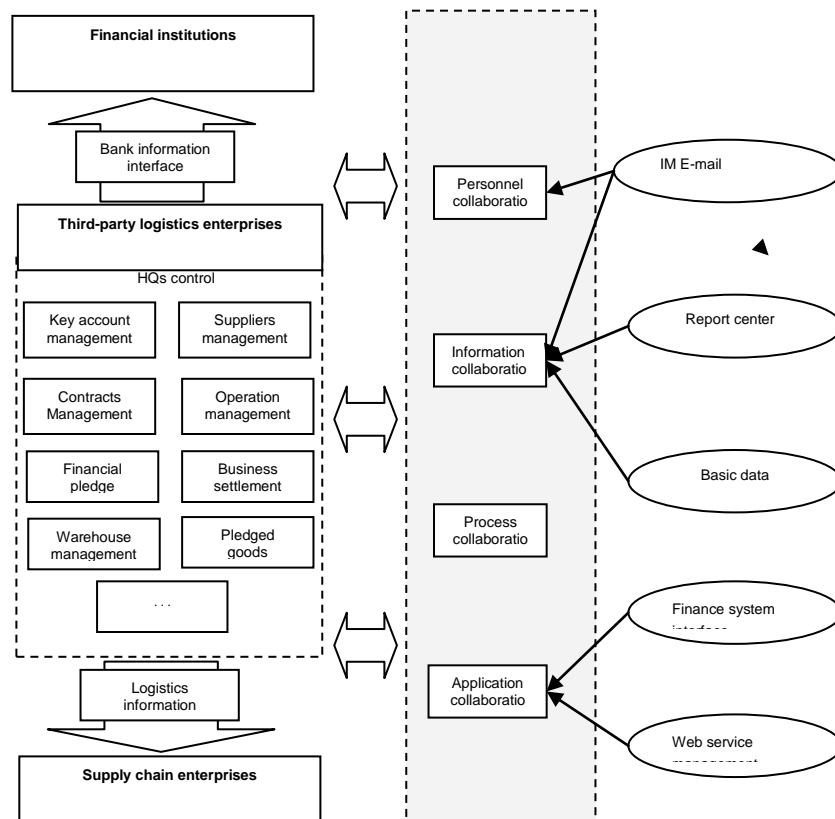 Financial institutions
Bank information
interface
Third-party logistics enterprises
HQs control
Key account
management
Suppliers
management
Contracts
Management
Operation
management
Financial
pledge
Business
settlement
Warehouse
management
Pledged
goods
. . .
Logistics
information
Supply chain enterprises
Personnel
collaboratio
Information
collaboratio
Process
collaboratio
Application
collaboratio
IM E-mail
Report center
Basic data
Finance system
interface
Web service
management